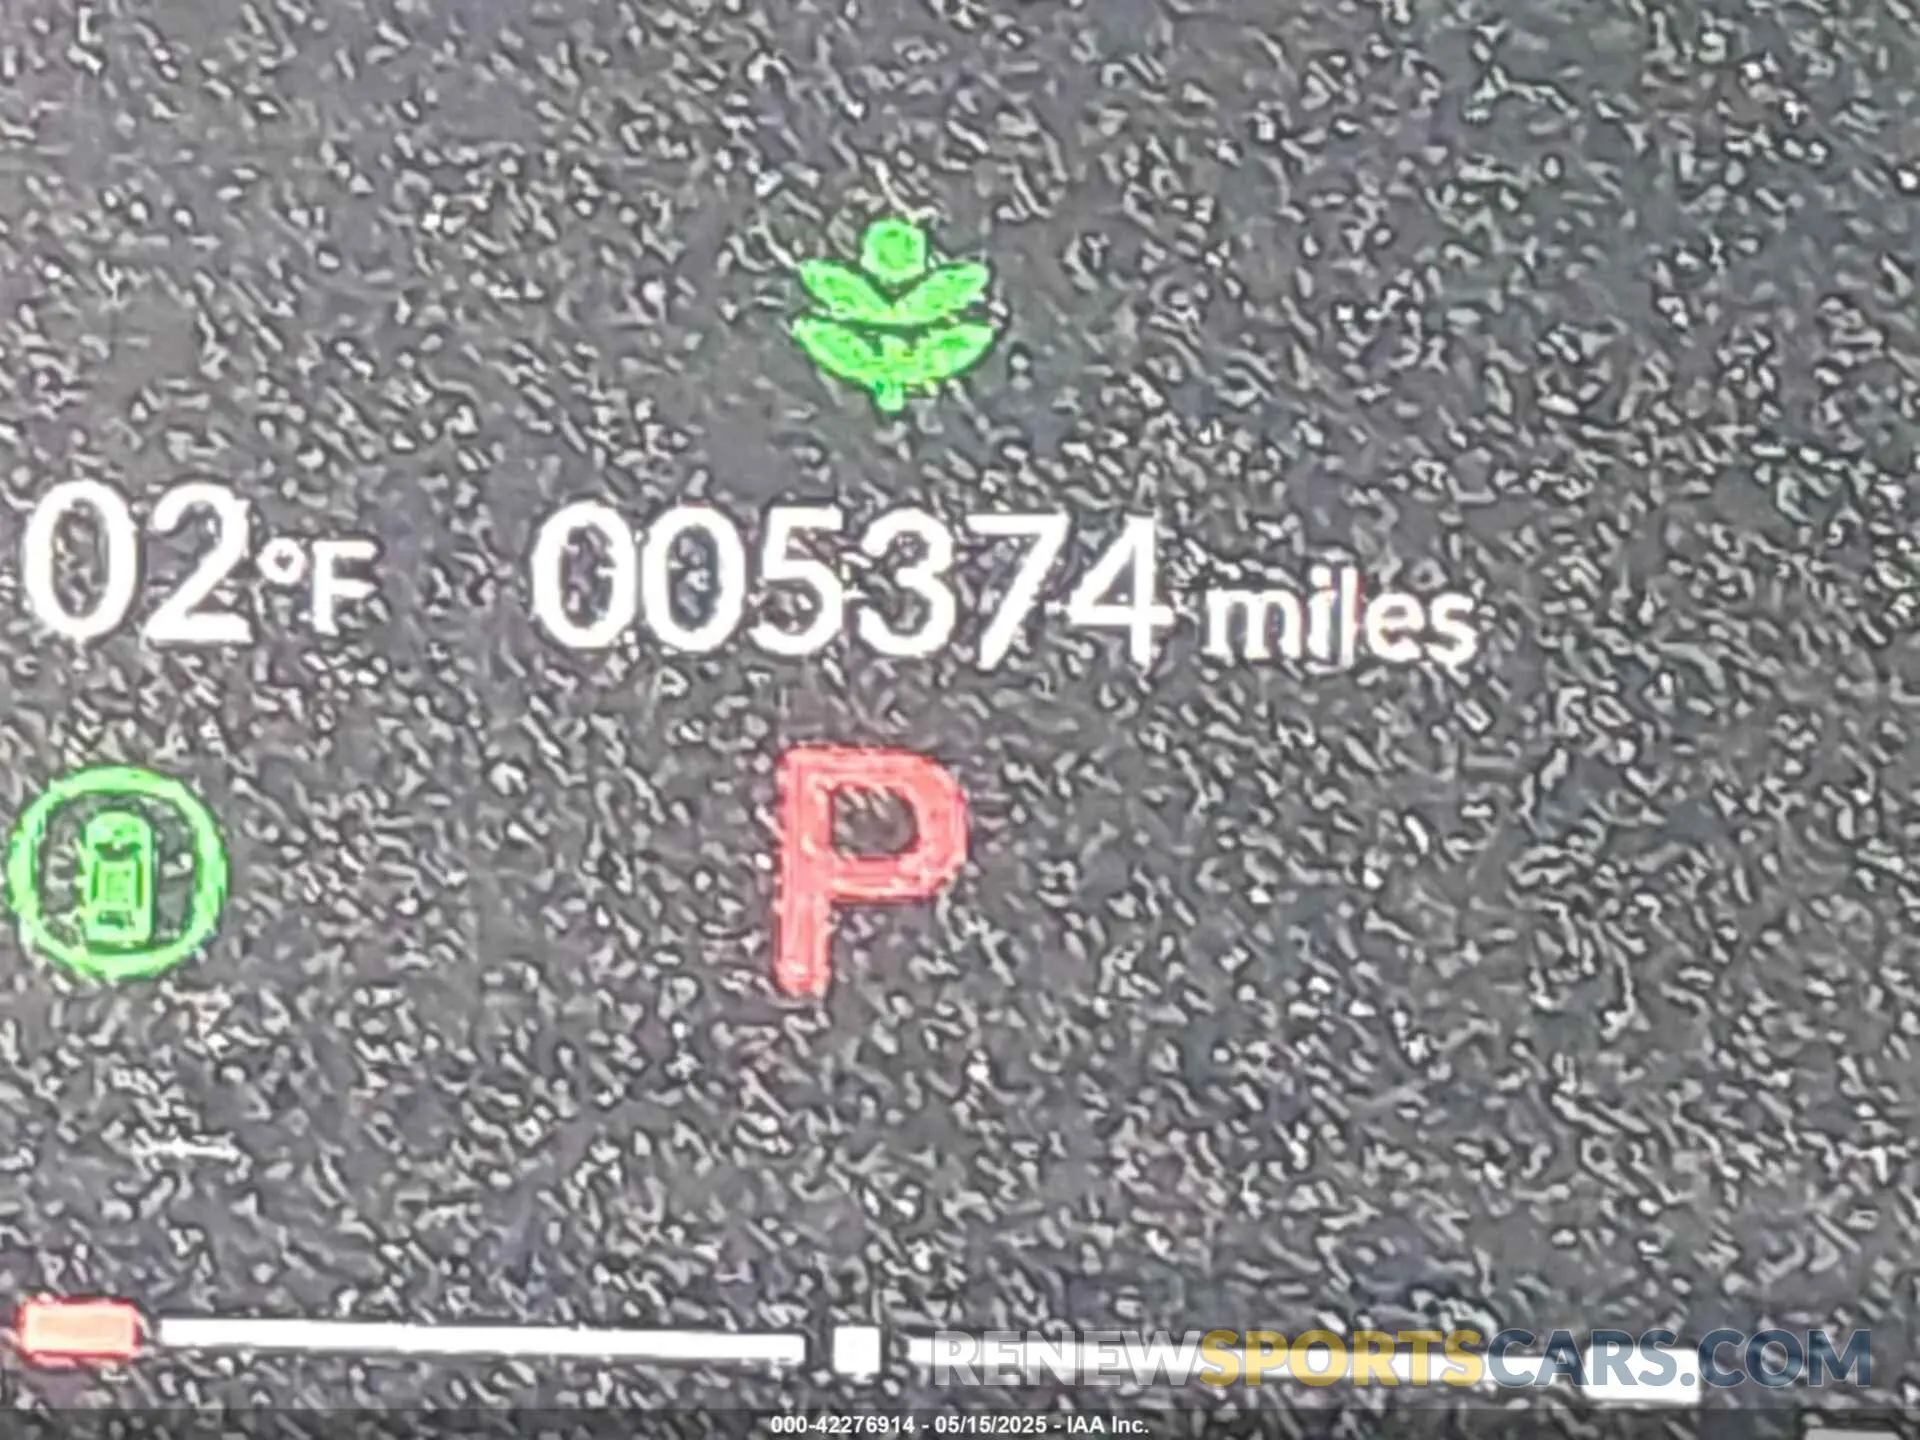 02°F 005374 miles
P
RENEWSPORTSCARS.COM
000-42276914 - 05/15/2025 - IAA Inc.